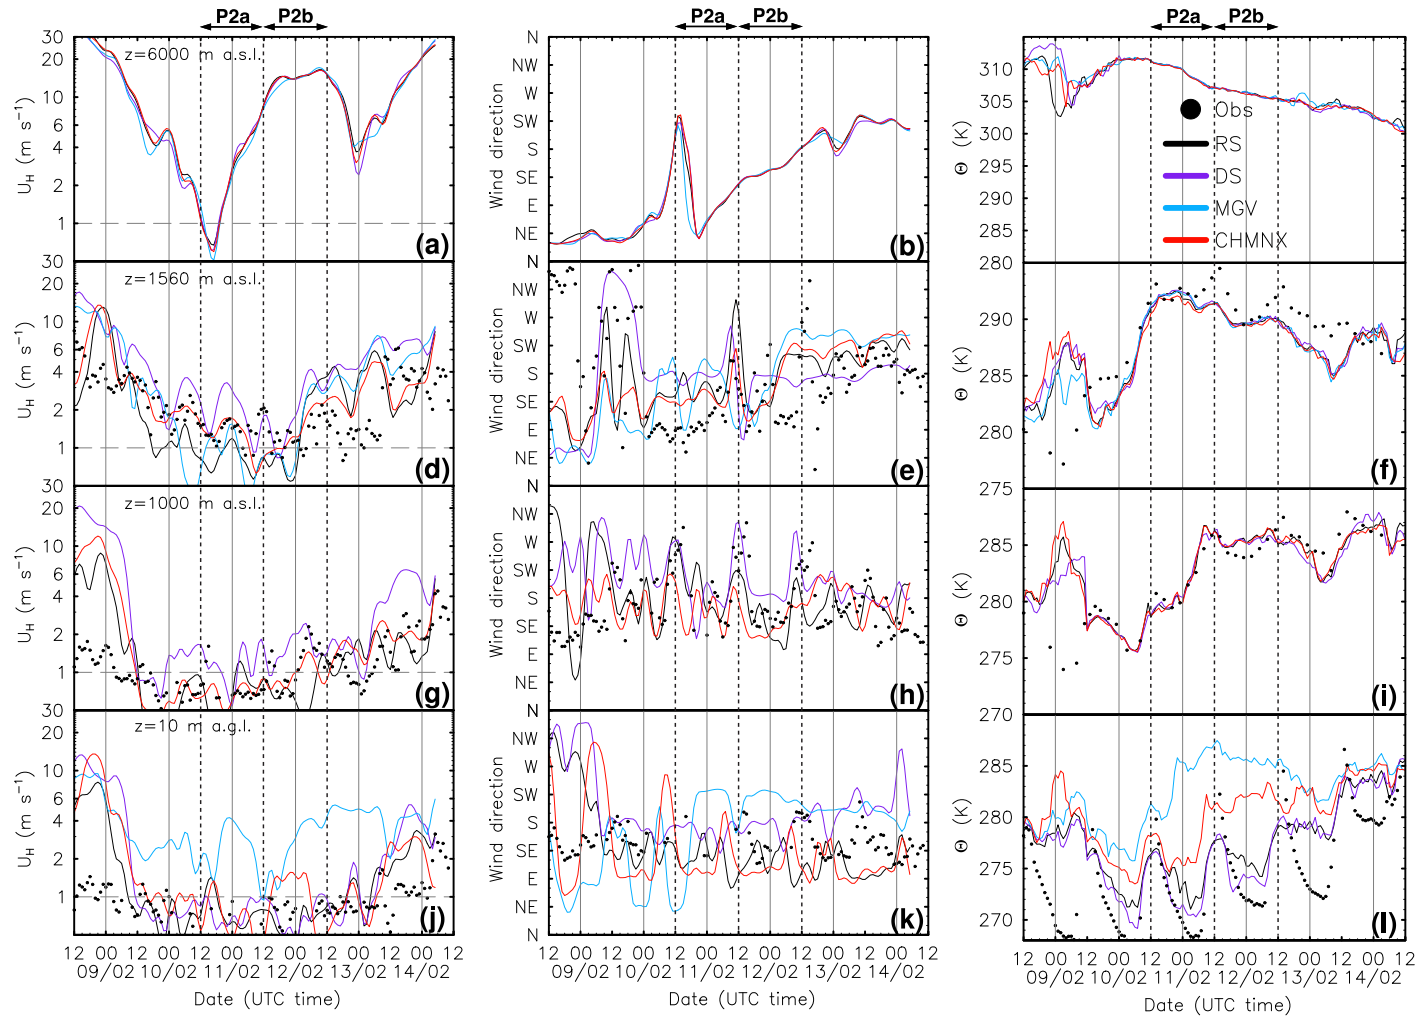 P2a P2b P2a P2b P2a P2b
z=6000 m a.s.l.
U_H (m s⁻¹)
30
10
6
4
2
1
(a)
Wind direction
N
NW
W
SW
S
SE
E
NE
N
(b)
Θ (K)
310
305
300
295
290
285
280
Obs
RS
DS
MGV
CHMNX
(c)
z=1560 m a.s.l.
U_H (m s⁻¹)
30
20
10
6
4
2
1
(d)
Wind direction
NW
W
SW
S
SE
E
NE
N
(e)
Θ (K)
290
285
280
275
(f)
z=1000 m a.s.l.
U_H (m s⁻¹)
30
20
10
6
4
2
1
(g)
Wind direction
NW
W
SW
S
SE
E
NE
N
(h)
Θ (K)
285
280
275
270
(i)
z=10 m a.g.l.
U_H (m s⁻¹)
30
20
10
6
4
2
1
(j)
Wind direction
NW
W
SW
S
SE
E
NE
N
(k)
Θ (K)
285
280
275
270
(l)
12 00 12 00 12 00 12 00 12 00 12 00 12
09/02 10/02 11/02 12/02 13/02 14/02
Date (UTC time)
12 00 12 00 12 00 12 00 12 00 12 00 12
09/02 10/02 11/02 12/02 13/02 14/02
Date (UTC time)
12 00 12 00 12 00 12 00 12 00 12 00 12
09/02 10/02 11/02 12/02 13/02 14/02
Date (UTC time)